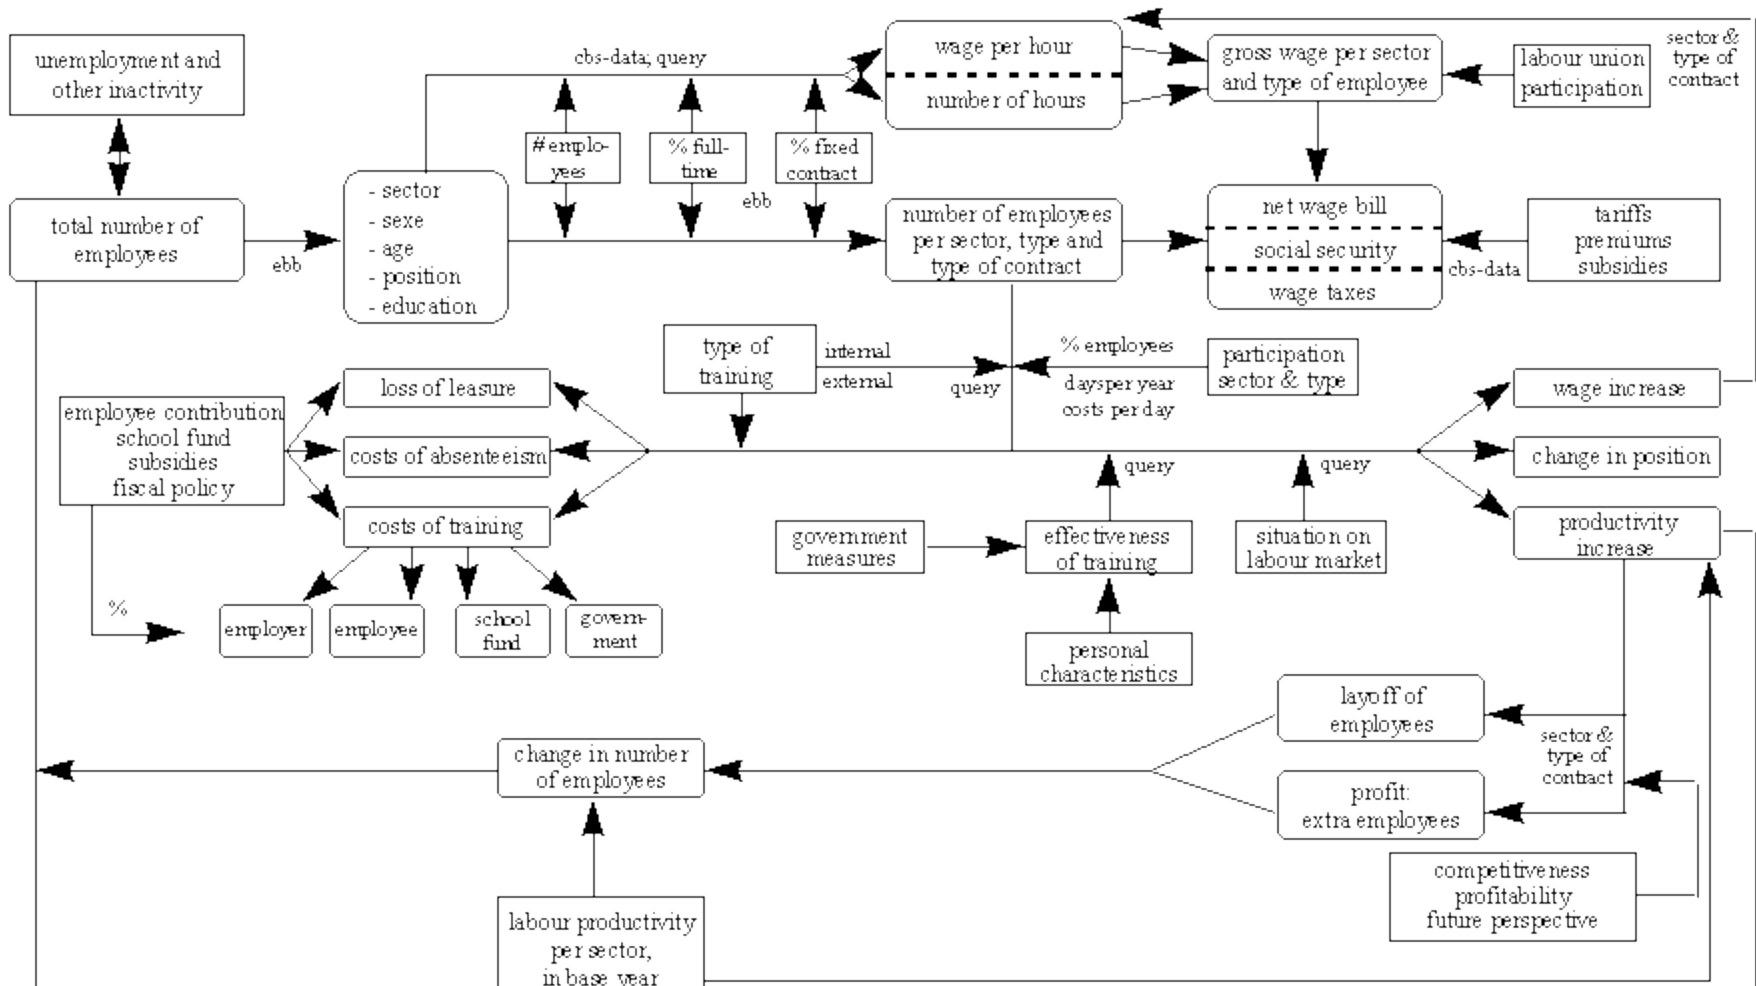 unemployment and
other inactivity
total number of
employees
ebb
- sector
- sexe
- age
- position
- education
cbs-data; query
# emplo-
yees
% full-
time
% fixed
contract
ebb
wage per hour
number of hours
gross wage per sector
and type of employee
labour union
participation
sector &
type of
contract
number of employees
per sector, type and
type of contract
net wage bill
social security
wage taxes
cbs-data
tariffs
premiums
subsidies
type of
training
internal
external
query
% employees
days per year
costs per day
participation
sector & type
employee contribution
school fund
subsidies
fiscal policy
loss of leasure
costs of absenteeism
costs of training
%
employer
employee
school
fund
govern-
ment
query
query
government
measures
effectiveness
of training
situation on
labour market
personal
characteristics
wage increase
change in position
productivity
increase
layoff of
employees
sector &
type of
contract
profit:
extra employees
change in number
of employees
competitiveness
profitability
future perspective
labour productivity
per sector,
in base year